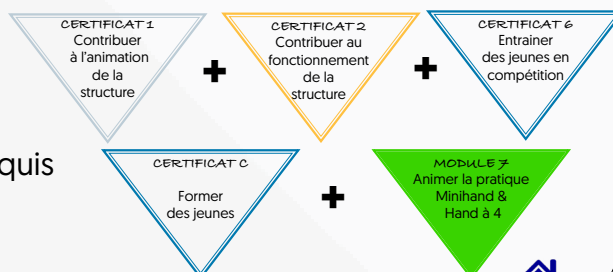 CERTIFICAT 1
Contribuer
à l'animation
de la
structure
CERTIFICAT 2
Contribuer au
fonctionnement
de la
structure
CERTIFICAT 6
Entrainer
des jeunes en
compétition
quis
CERTIFICAT C
Former
des jeunes
MODULE 7
Animer la pratique
Minihand &
Hand à 4